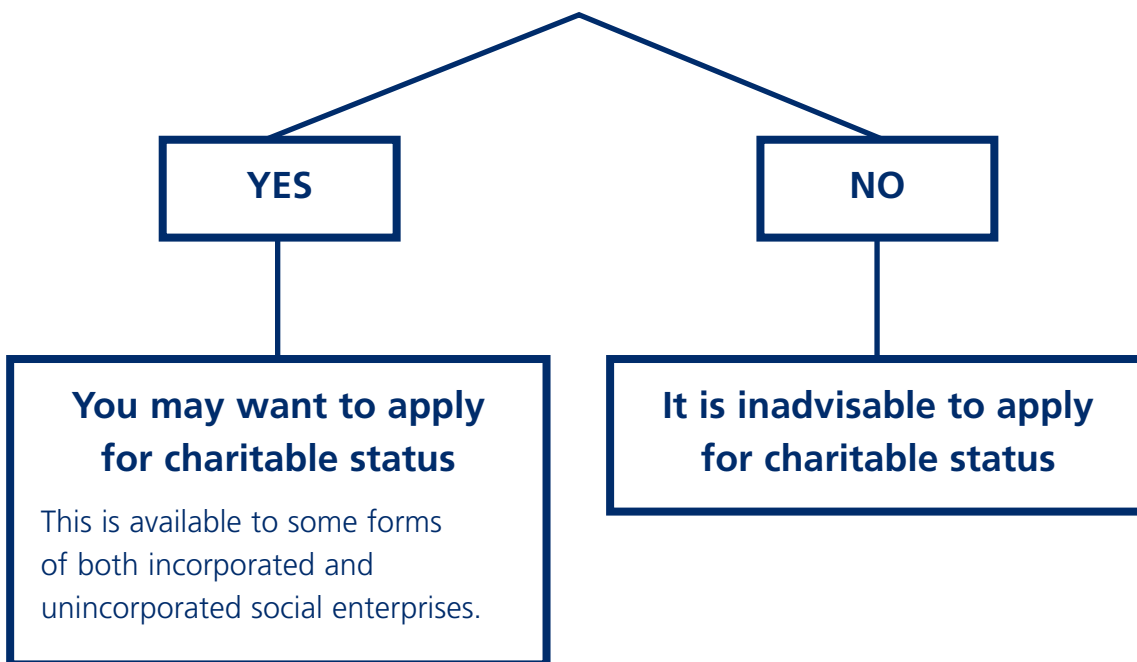 YES
NO
You may want to apply
for charitable status
This is available to some forms
of both incorporated and
unincorporated social enterprises.
It is inadvisable to apply
for charitable status